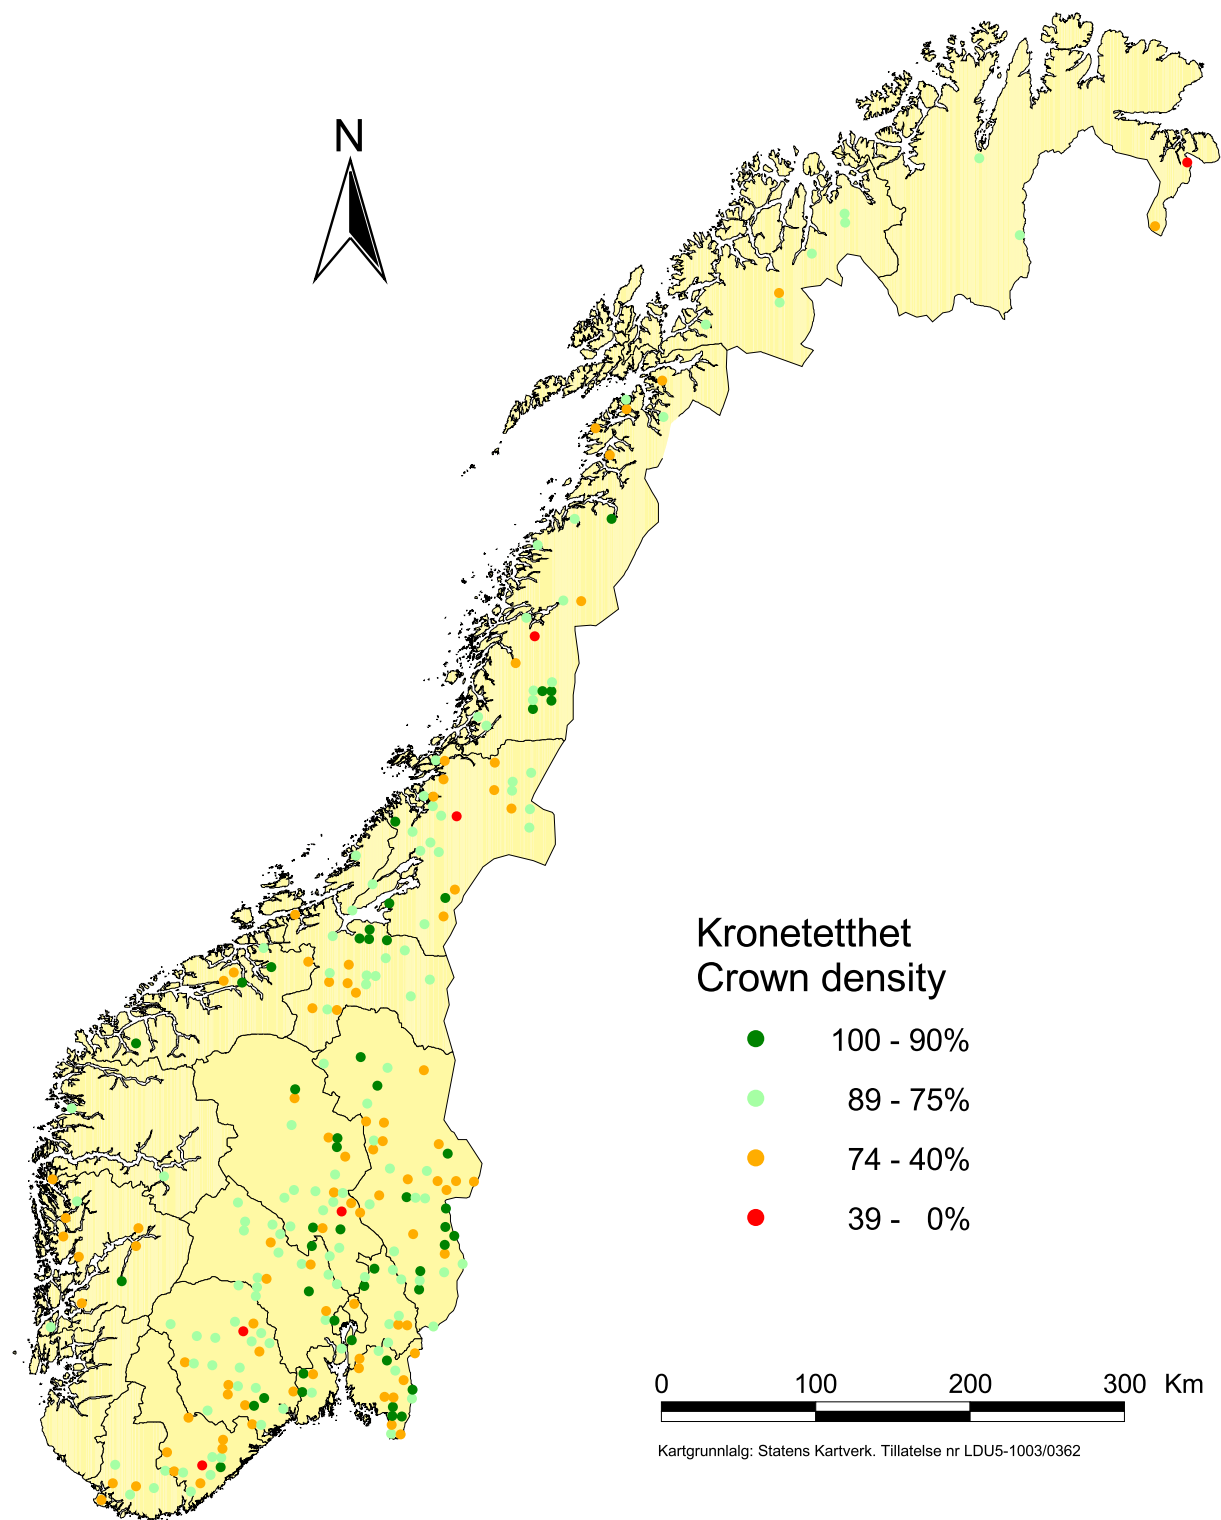 N
Kronetetthet
Crown density
100 - 90%
89 - 75%
74 - 40%
39 - 0%
0 100 200 300 Km
Kartgrunnlalg: Statens Kartverk. Tillatelse nr LDU5-1003/0362